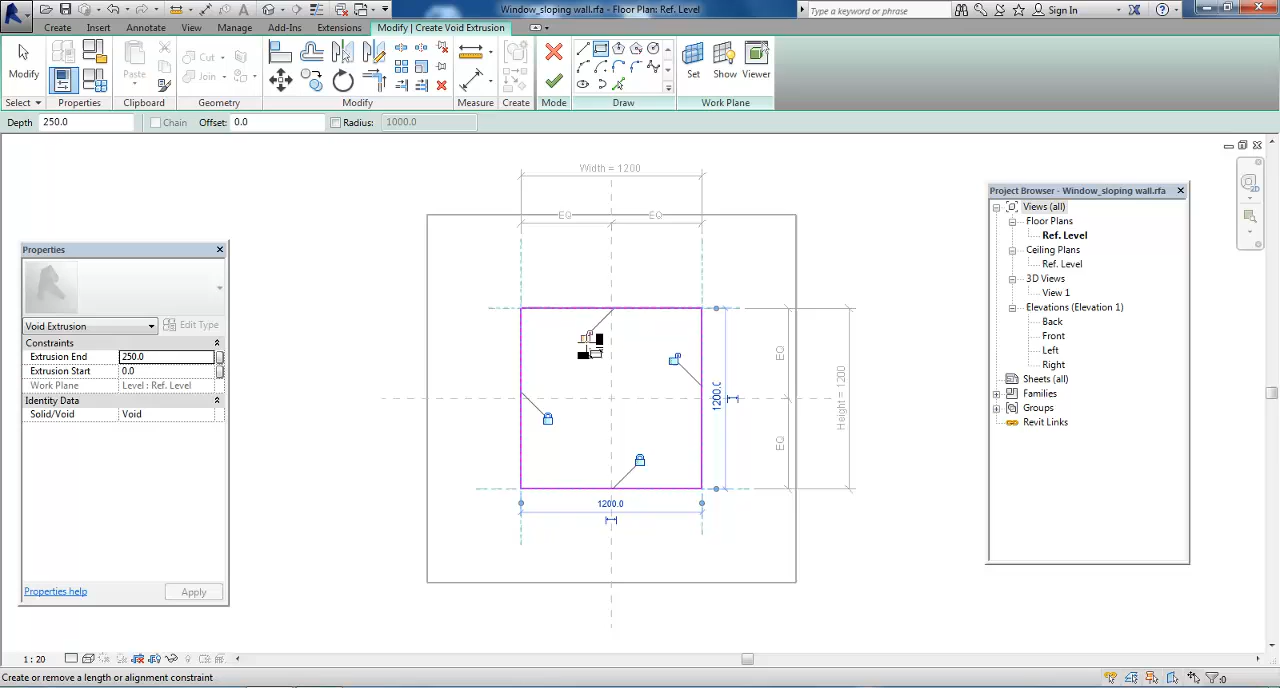 Window_sloping wall.rfa - Floor Plan: Ref. Level
Type a keyword or phrase
Sign In
Create
Insert
Annotate
View
Manage
Add-Ins
Extensions
Modify | Create Void Extrusion
Modify
Paste
Cut
Join
Set
Show
Viewer
Select
Properties
Clipboard
Geometry
Modify
Measure
Create
Mode
Draw
Work Plane
Depth
250.0
Chain
Offset:
0.0
Radius:
1000.0
Width = 1200
EQ
EQ
EQ
EQ
Height = 1200
1200.0
1200.0
2D
Properties
Void Extrusion
Edit Type
Constraints
Extrusion End
250.0
Extrusion Start
0.0
Work Plane
Level : Ref. Level
Identity Data
Solid/Void
Void
Properties help
Apply
Project Browser - Window_sloping wall.rfa
Views (all)
Floor Plans
Ref. Level
Ceiling Plans
Ref. Level
3D Views
View 1
Elevations (Elevation 1)
Back
Front
Left
Right
Sheets (all)
Families
Groups
Revit Links
1 : 20
Create or remove a length or alignment constraint
:0